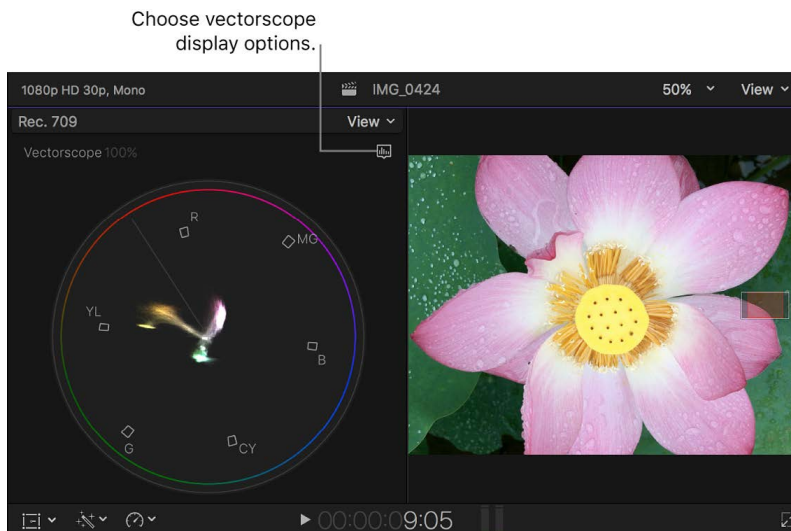 Choose vectorscope
display options.
1080p HD 30p, Mono
IMG_0424
50%
View
Rec. 709
View
Vectorscope 100%
R
MG
YL
B
G
CY
00:00:09:05